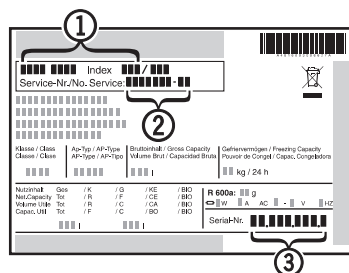 1
Index /
Service-Nr./No. Service: -
2
Klasse / Class
Classe / Clase
Ap-Typ / AP-Type
AP-Type / AP-Tipo
Bruttoinhalt / Gross Capacity
Volume Brut / Capacidad Bruta
Gefriervermögen / Freezing Capacity
Pouvoir de Congel / Capac. Congeladora
kg / 24 h
Nutzinhalt Ges / K / G / KE / BIO
Net.Capacity Tot / R / F / CE / BIO
Volume Utile Tot / R / C / CA / BIO
Capac. Util Tot / F / C / BO / BIO
l l
R 600a: g
W A AC - V HZ
Serial-Nr.
3